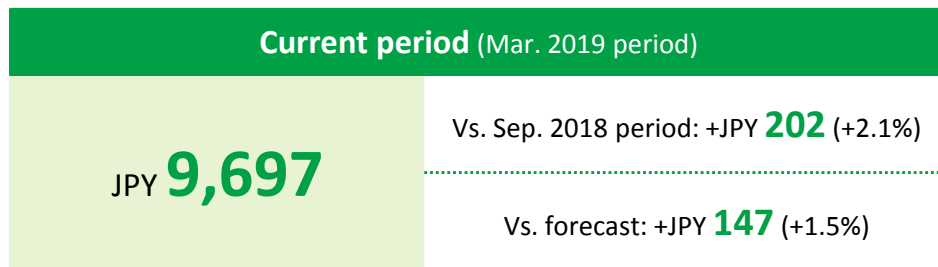 Current period (Mar. 2019 period)
JPY 9,697
Vs. Sep. 2018 period: +JPY 202 (+2.1%)
Vs. forecast: +JPY 147 (+1.5%)